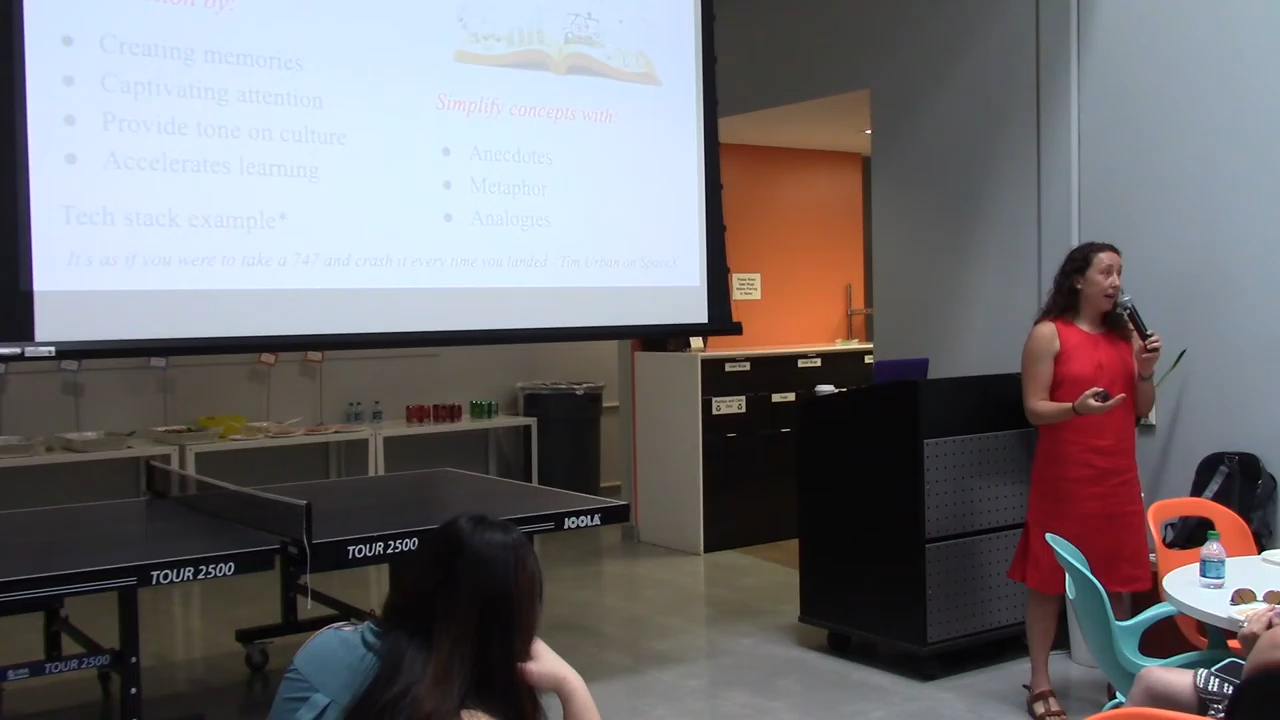 by:
Creating memories
Captivating attention
Provide tone on culture
Accelerates learning
Tech stack example*
Simplify concepts with:
Anecdotes
Metaphor
Analogies
It s as if you were to take a 747 and crash it every time you landed -Tim Urban on SpaceX
JOOLA
TOUR 2500
TOUR 2500
TOUR 2500